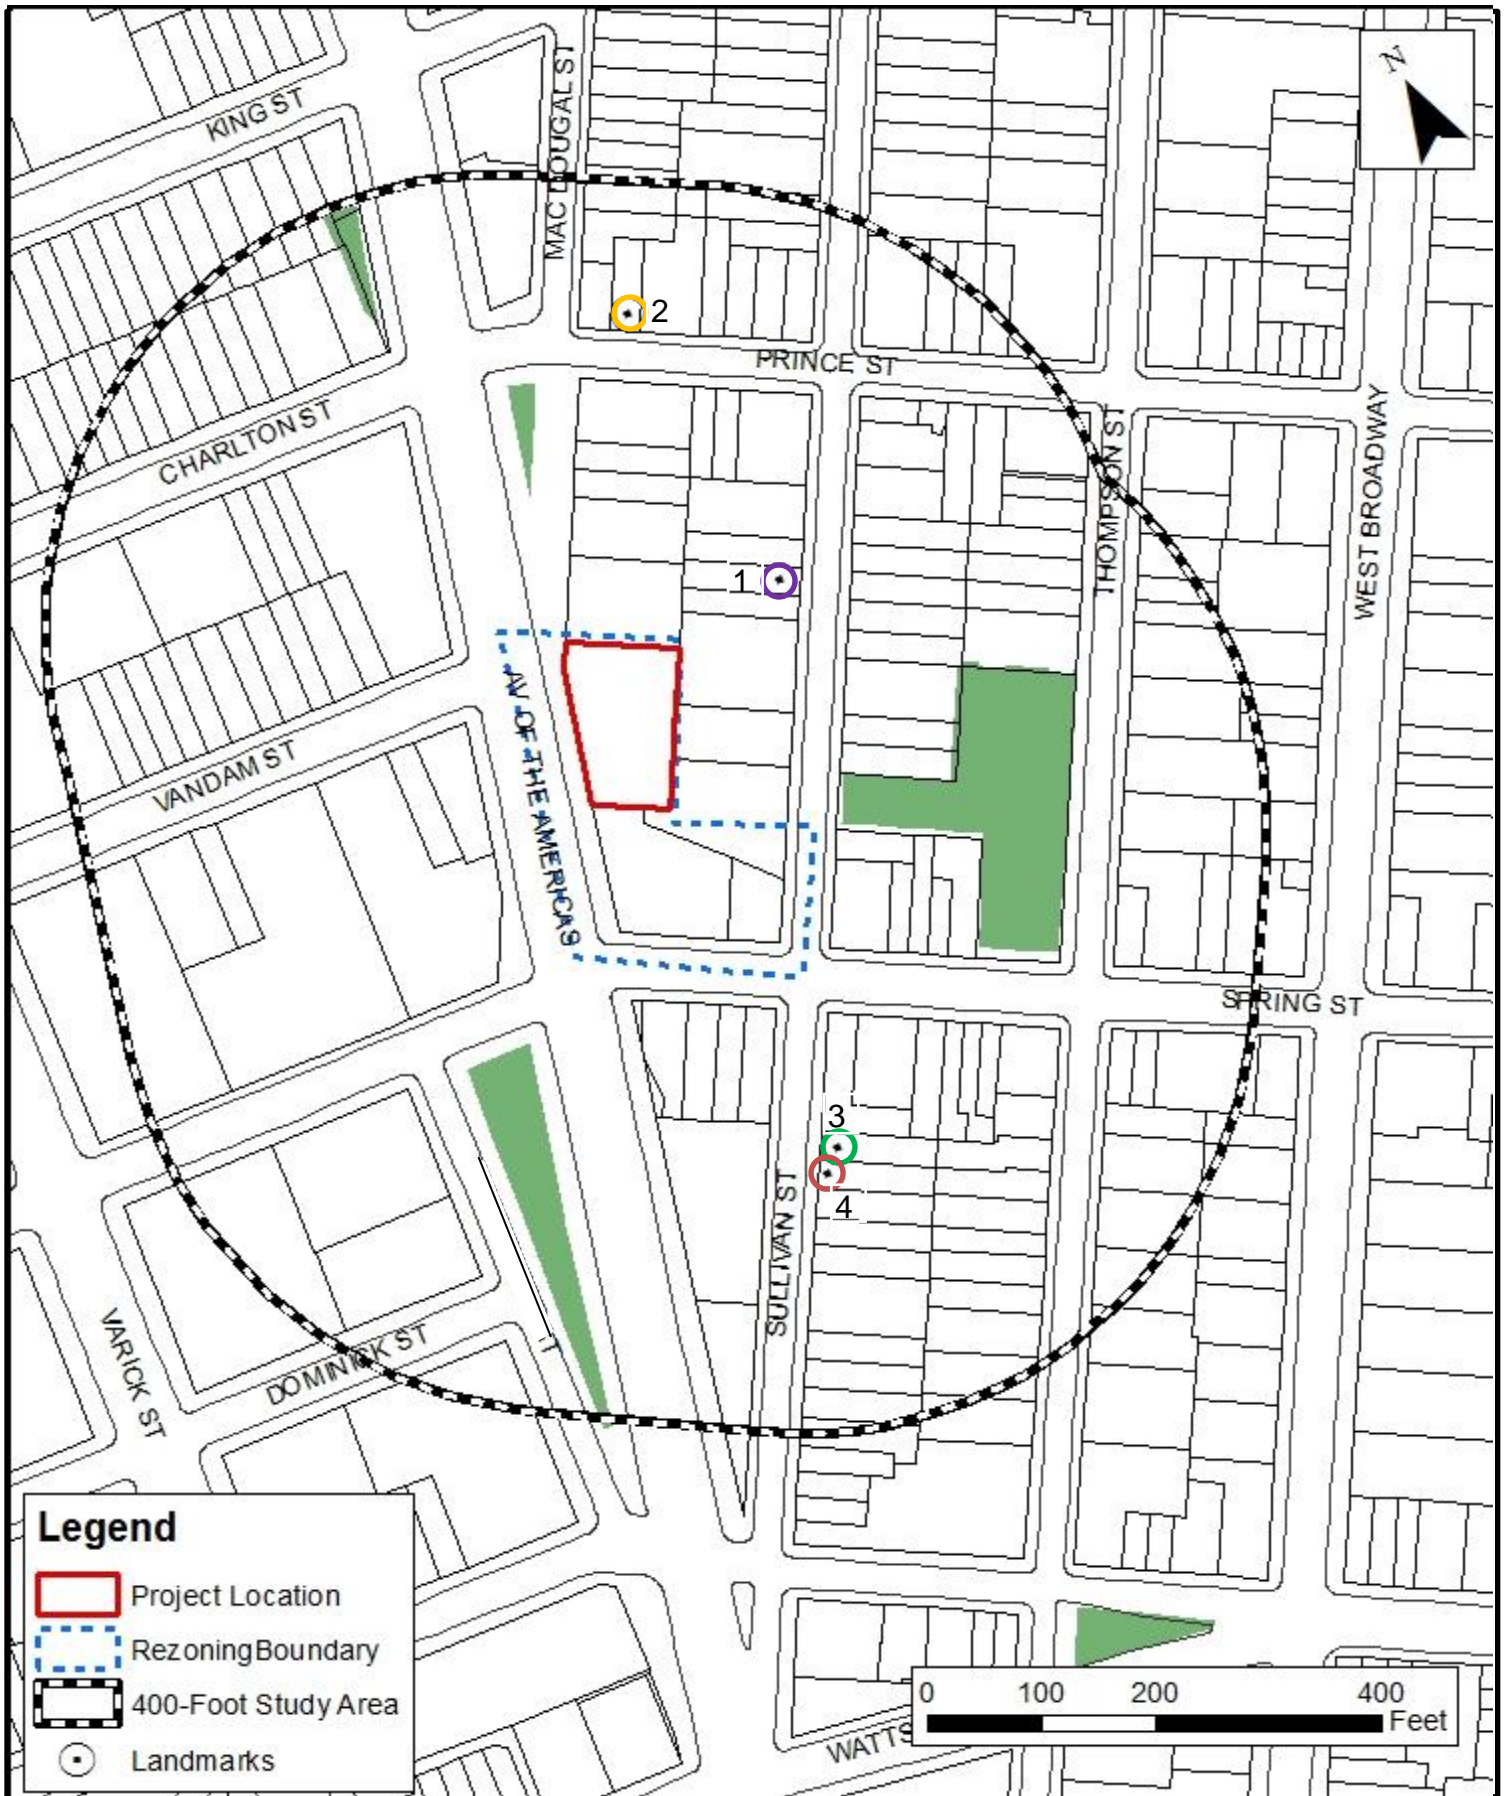 N
KING ST
MAC DOUGAL ST
2
PRINCE ST
CHARLTON ST
THOMPSON ST
WEST BROADWAY
1
AV OF THE AMERICAS
VANDAM ST
SPRING ST
3
4
SULLIVAN ST
VARICK ST
DOMINICK ST
T
Legend
Project Location
Rezoning Boundary
400-Foot Study Area
Landmarks
0 100 200 400
Feet
WATTS